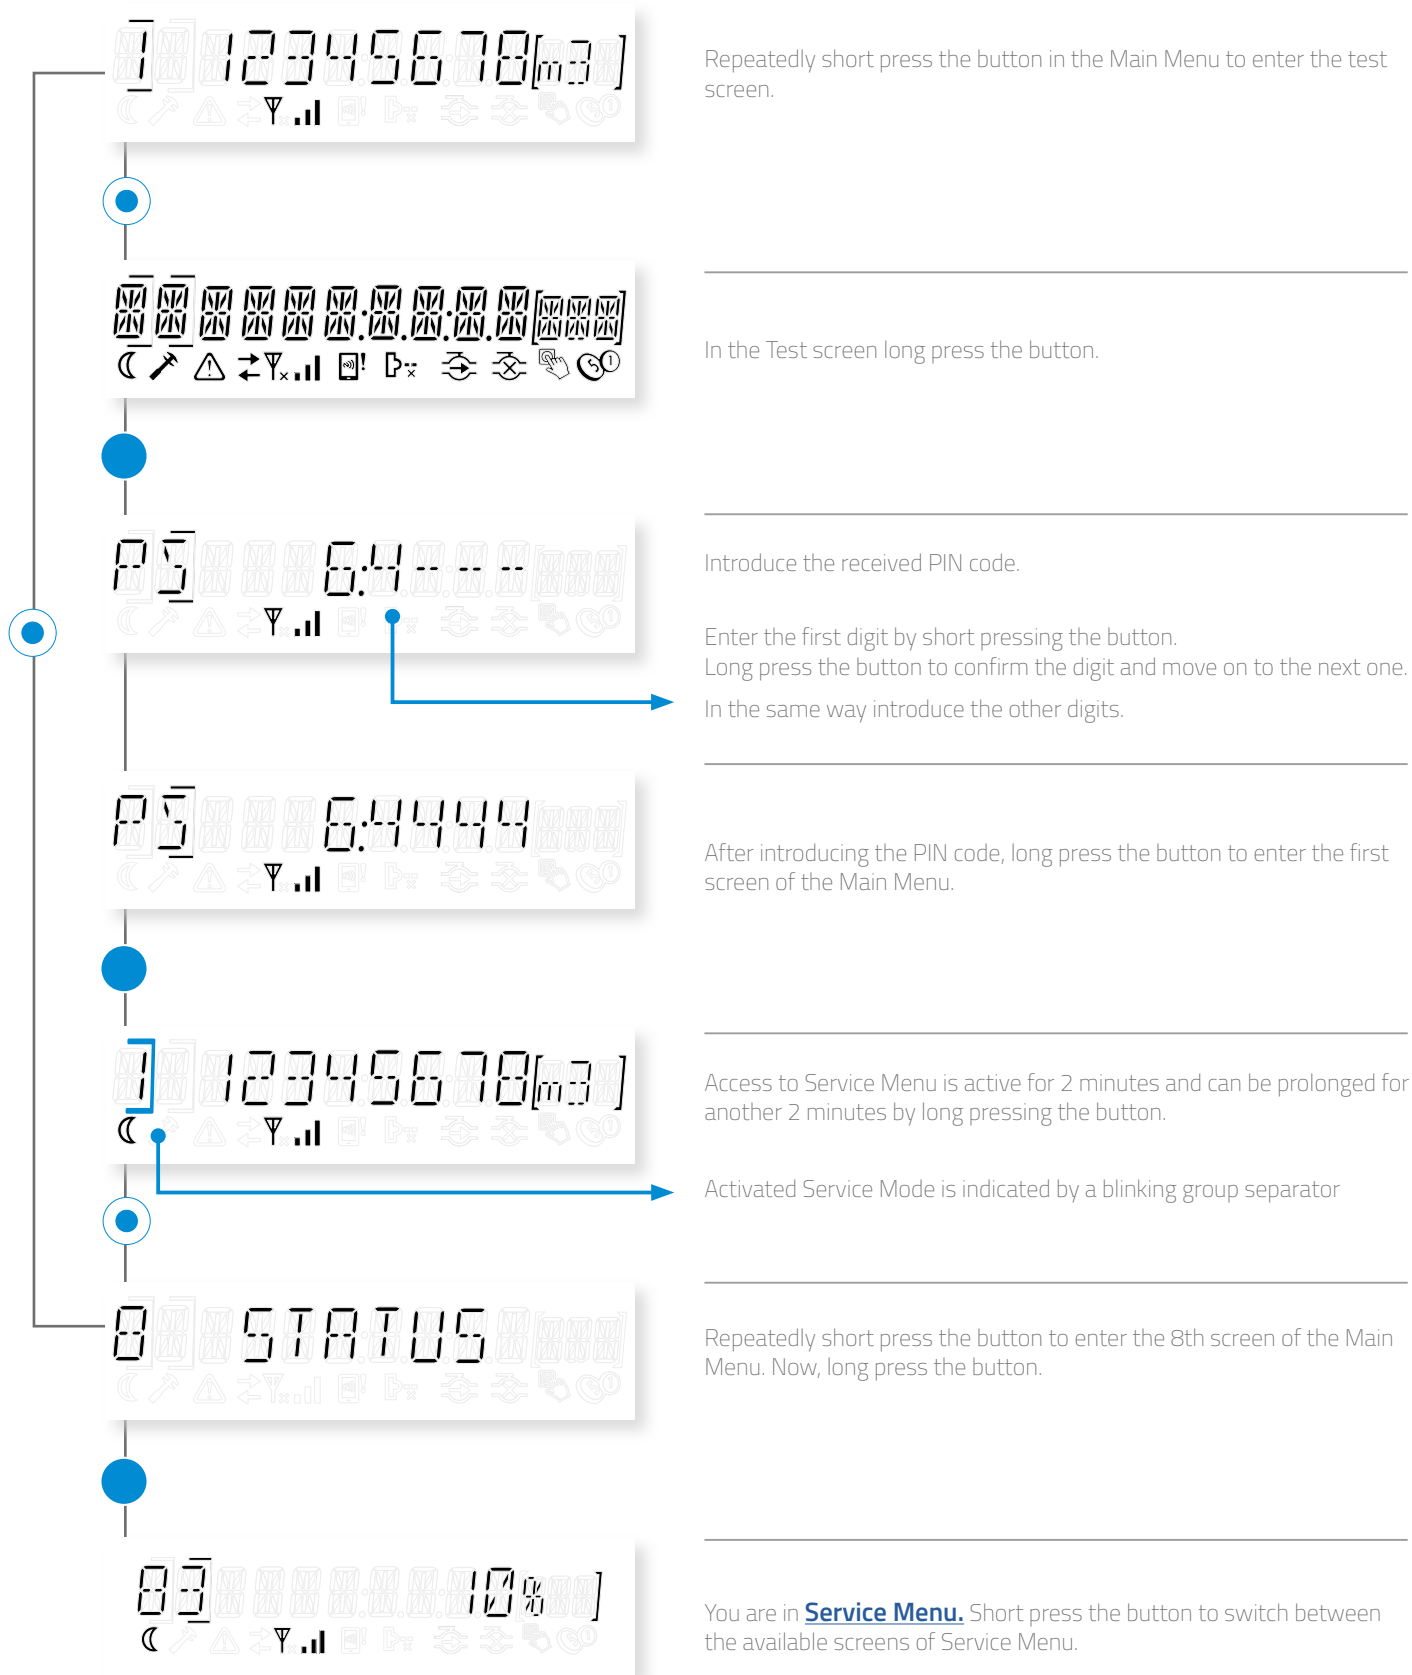 1 12345678[m3]
Repeatedly short press the button in the Main Menu to enter the test
screen.
In the Test screen long press the button.
PS 6:4---
Introduce the received PIN code.
Enter the first digit by short pressing the button.
Long press the button to confirm the digit and move on to the next one.
In the same way introduce the other digits.
PS 6:4444
After introducing the PIN code, long press the button to enter the first
screen of the Main Menu.
1 12345678[m3]
Access to Service Menu is active for 2 minutes and can be prolonged for
another 2 minutes by long pressing the button.
Activated Service Mode is indicated by a blinking group separator
8 STATUS
Repeatedly short press the button to enter the 8th screen of the Main
Menu. Now, long press the button.
83 10%]
You are in Service Menu. Short press the button to switch between
the available screens of Service Menu.